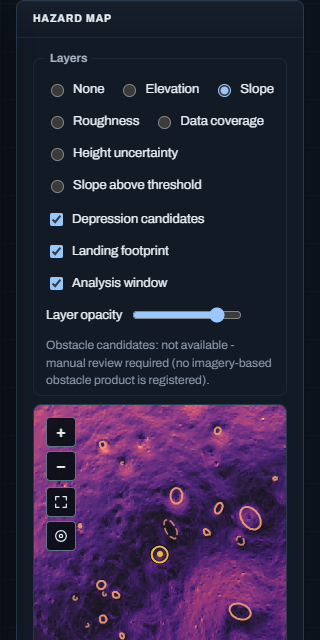 HAZARD MAP
Layers
None Elevation Slope
Roughness Data coverage
Height uncertainty
Slope above threshold
Depression candidates
Landing footprint
Analysis window
Layer opacity
Obstacle candidates: not available -
manual review required (no imagery-based
obstacle product is registered).
+
−